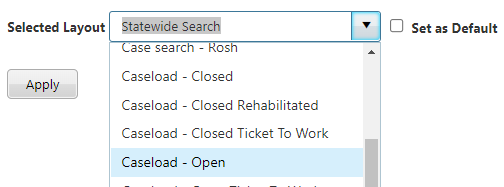 Selected Layout Statewide Search Set as Default
Case search - Rosh
Caseload - Closed
Apply
Caseload - Closed Rehabilitated
Caseload - Closed Ticket To Work
Caseload - Open